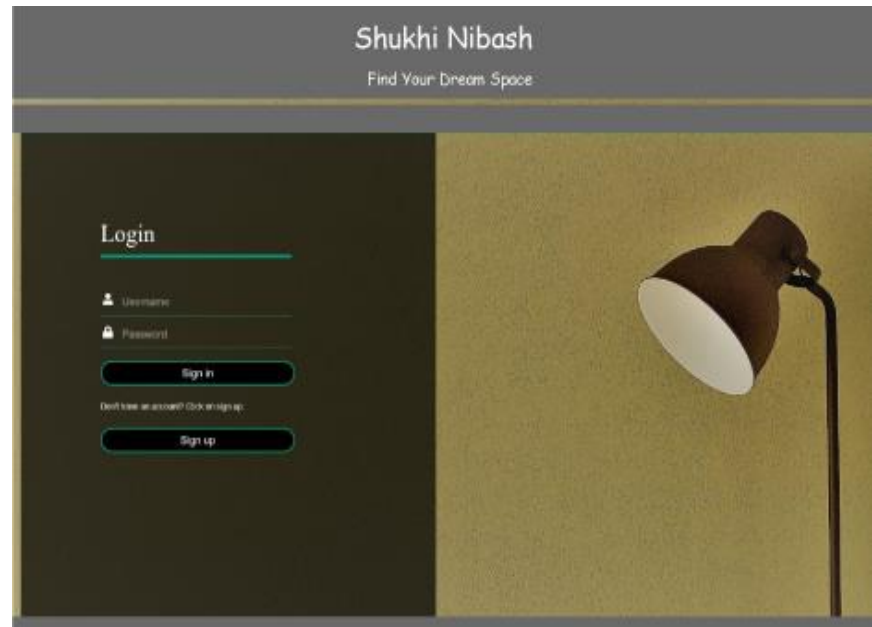 Shukhi Nibash
Find Your Dream Space
Login
Username
Password
Sign in
Don't have an account? Click on sign up.
Sign up